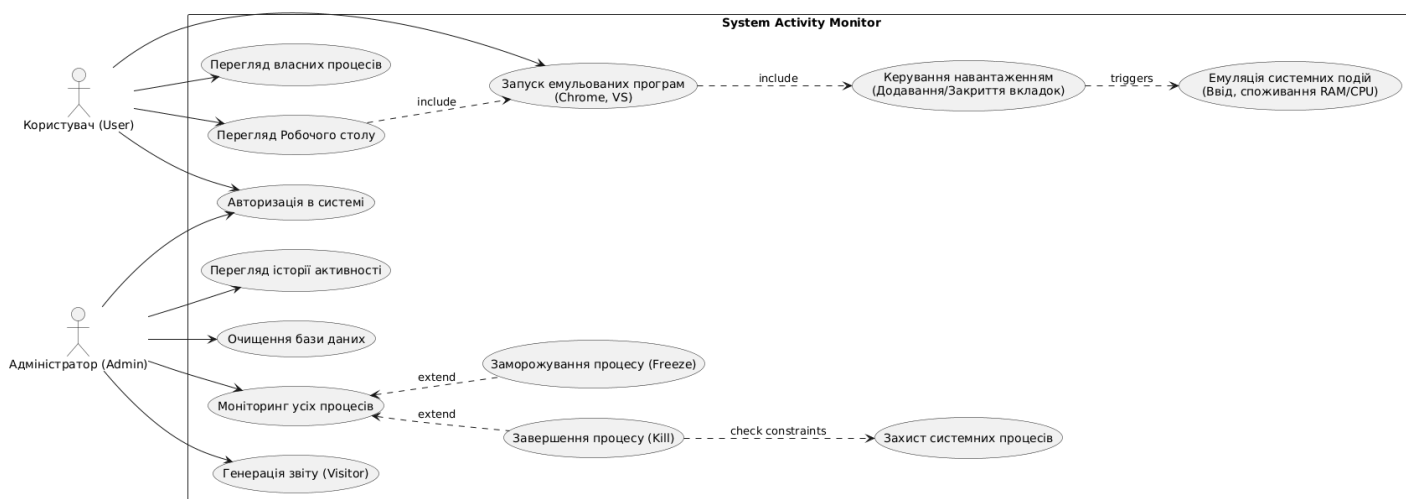 System Activity Monitor
Користувач (User)
Адміністратор (Admin)
Перегляд власних процесів
Перегляд Робочого столу
include
Запуск емульованих програм
(Chrome, VS)
include
Керування навантаженням
(Додавання/Закриття вкладок)
triggers
Емуляція системних подій
(Ввід, споживання RAM/CPU)
Авторизація в системі
Перегляд історії активності
Очищення бази даних
Моніторинг усіх процесів
extend
Заморожування процесу (Freeze)
extend
Завершення процесу (Kill)
check constraints
Захист системних процесів
Генерація звіту (Visitor)